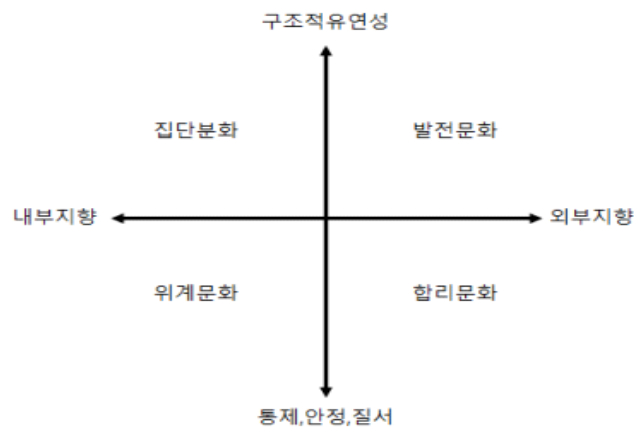 구조적유연성
집단분화
발전문화
내부지향
외부지향
위계문화
합리문화
통제,안정,질서